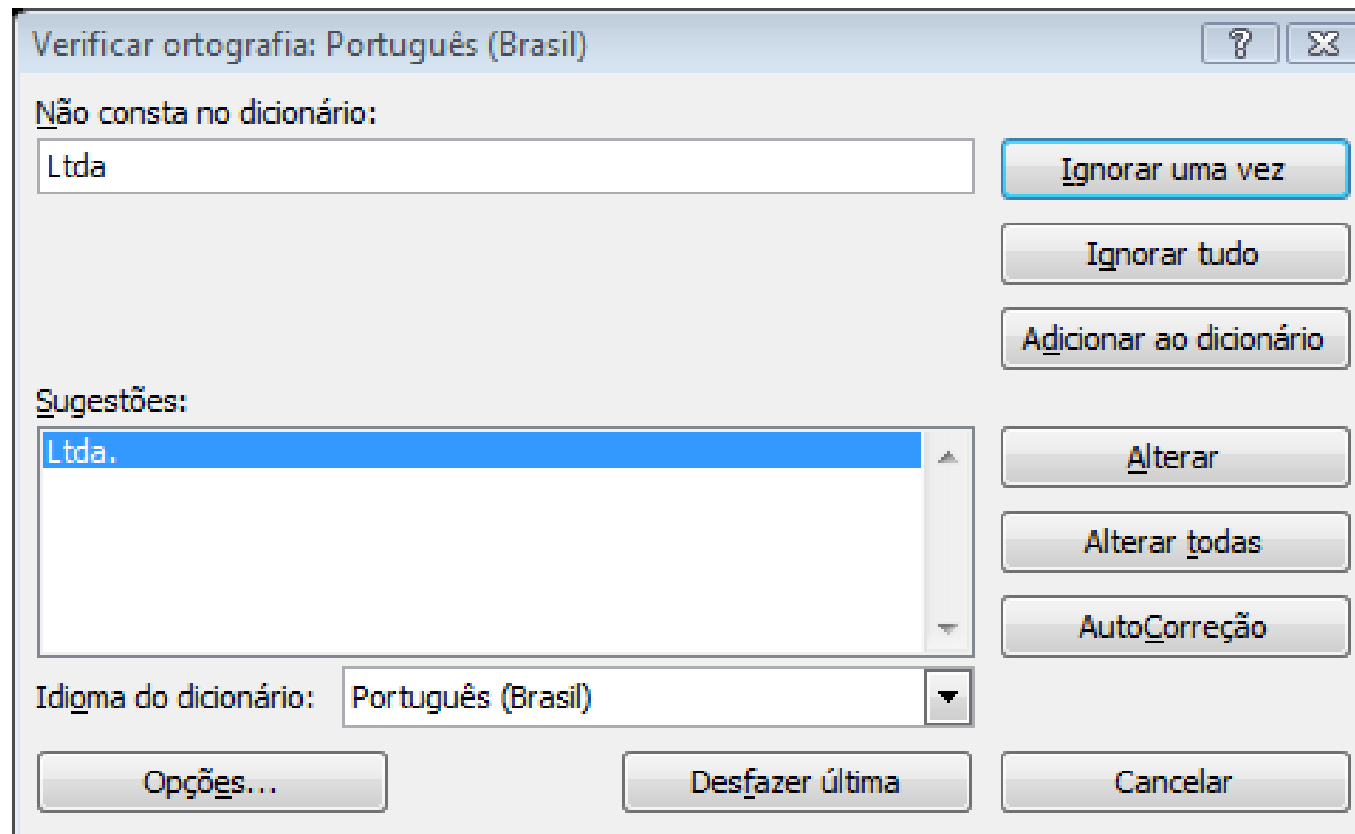 Verificar ortografia: Português (Brasil)
Não consta no dicionário:
Ltda
Ignorar uma vez
Ignorar tudo
Adicionar ao dicionário
Sugestões:
Ltda.
Alterar
Alterar todas
AutoCorreção
Idioma do dicionário: Português (Brasil)
Opções... Desfazer última Cancelar